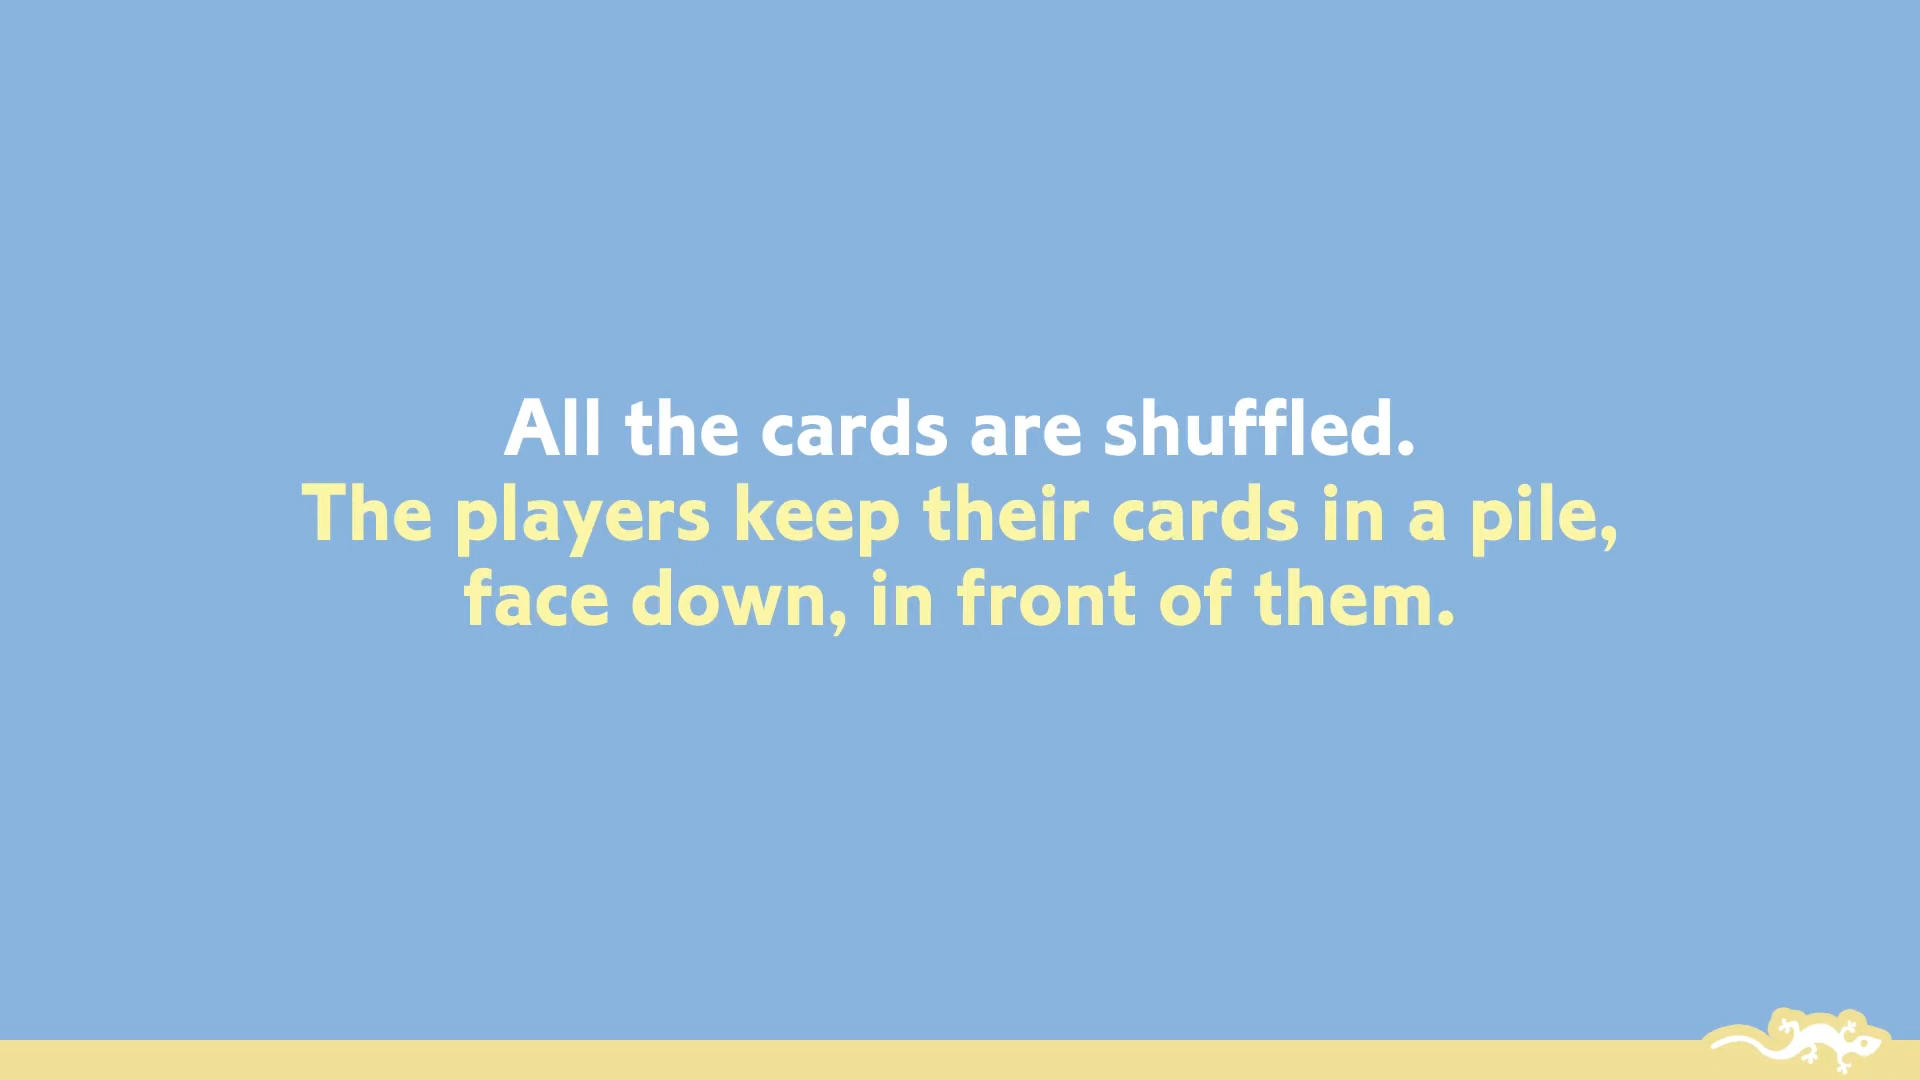 All the cards are shuffled.
The players keep their cards in a pile,
face down, in front of them.